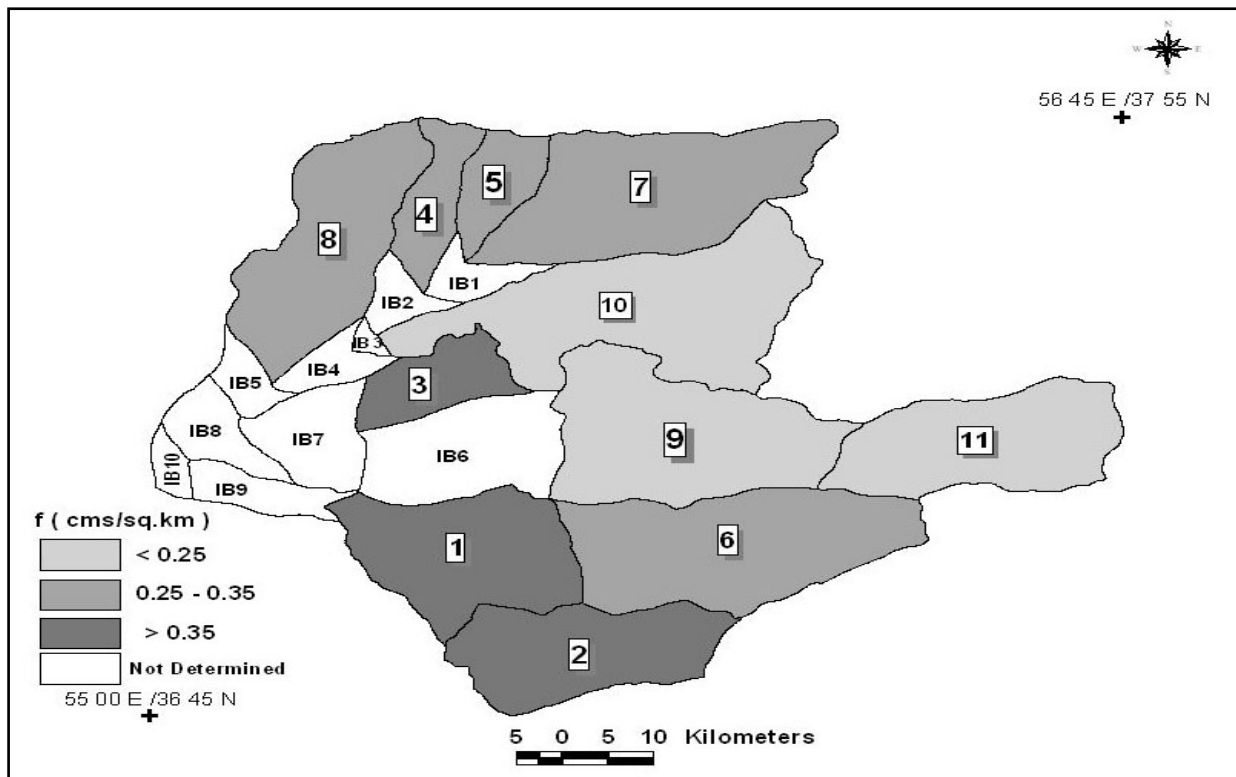 N
W E
S
56 45 E /37 55 N
5
4
7
8
IB1
IB2
10
IB 3
IB4
3
IB5
IB8
IB7
IB6
9
11
IB10
IB9
f ( cms/sq.km )
< 0.25
0.25 - 0.35
> 0.35
Not Determined
1
6
2
55 00 E /36 45 N
5 0 5 10 Kilometers